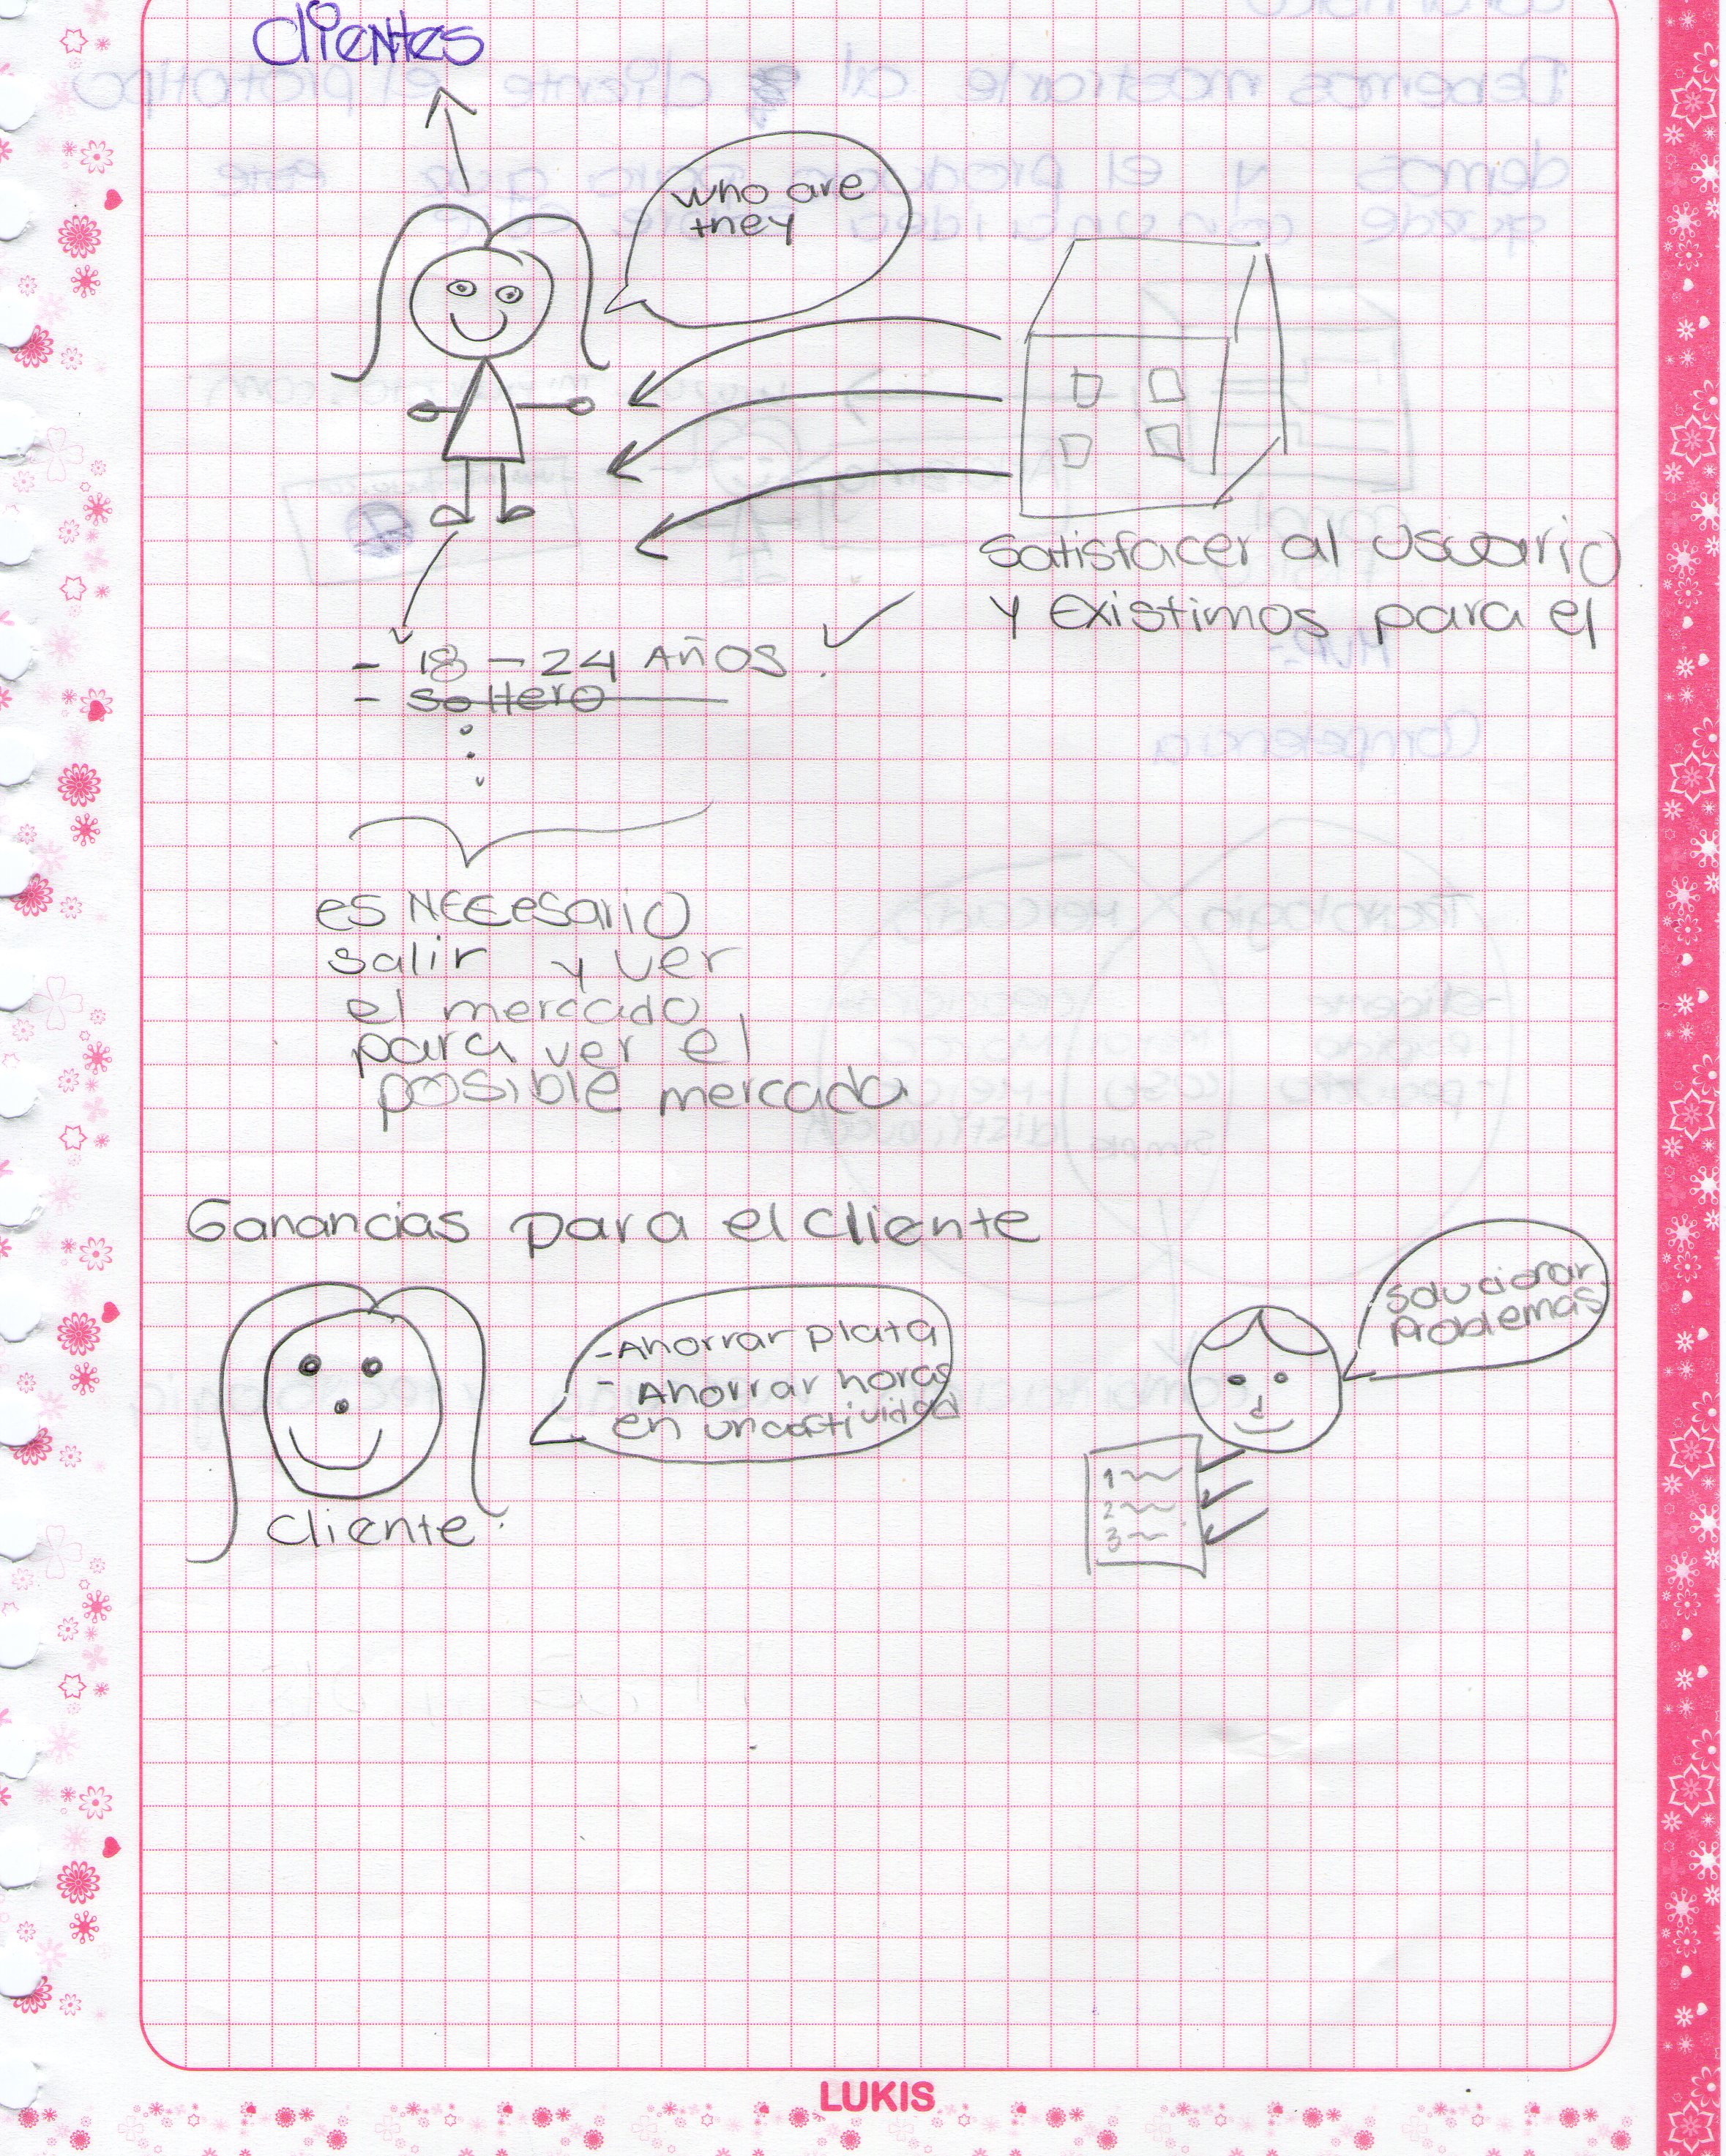 clientes
who are
they
satisfacer al usuario
y existimos para el
- 18 - 24 AÑOS
- soltero
es NECesario
salir y ver
el mercado
para ver el
posible mercado
Ganancias para el cliente
- Ahorrar plata
- Ahorrar horas
en una actividad
solucionar
problemas
1
2
3
cliente
LUKIS